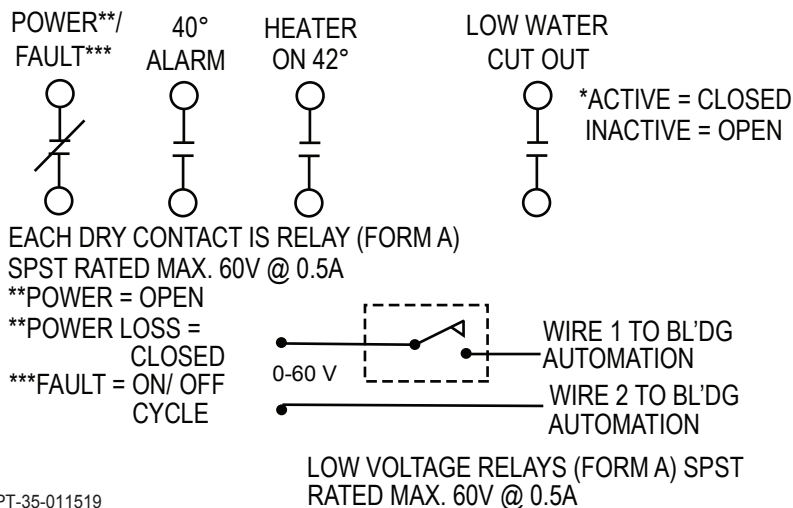 POWER**/
FAULT***
40°
ALARM
HEATER
ON 42°
LOW WATER
CUT OUT
*ACTIVE = CLOSED
INACTIVE = OPEN
EACH DRY CONTACT IS RELAY (FORM A)
SPST RATED MAX. 60V @ 0.5A
**POWER = OPEN
**POWER LOSS =
CLOSED
***FAULT = ON/ OFF
CYCLE
0-60 V
WIRE 1 TO BL'DG
AUTOMATION
WIRE 2 TO BL'DG
AUTOMATION
LOW VOLTAGE RELAYS (FORM A) SPST
RATED MAX. 60V @ 0.5A
PT-35-011519